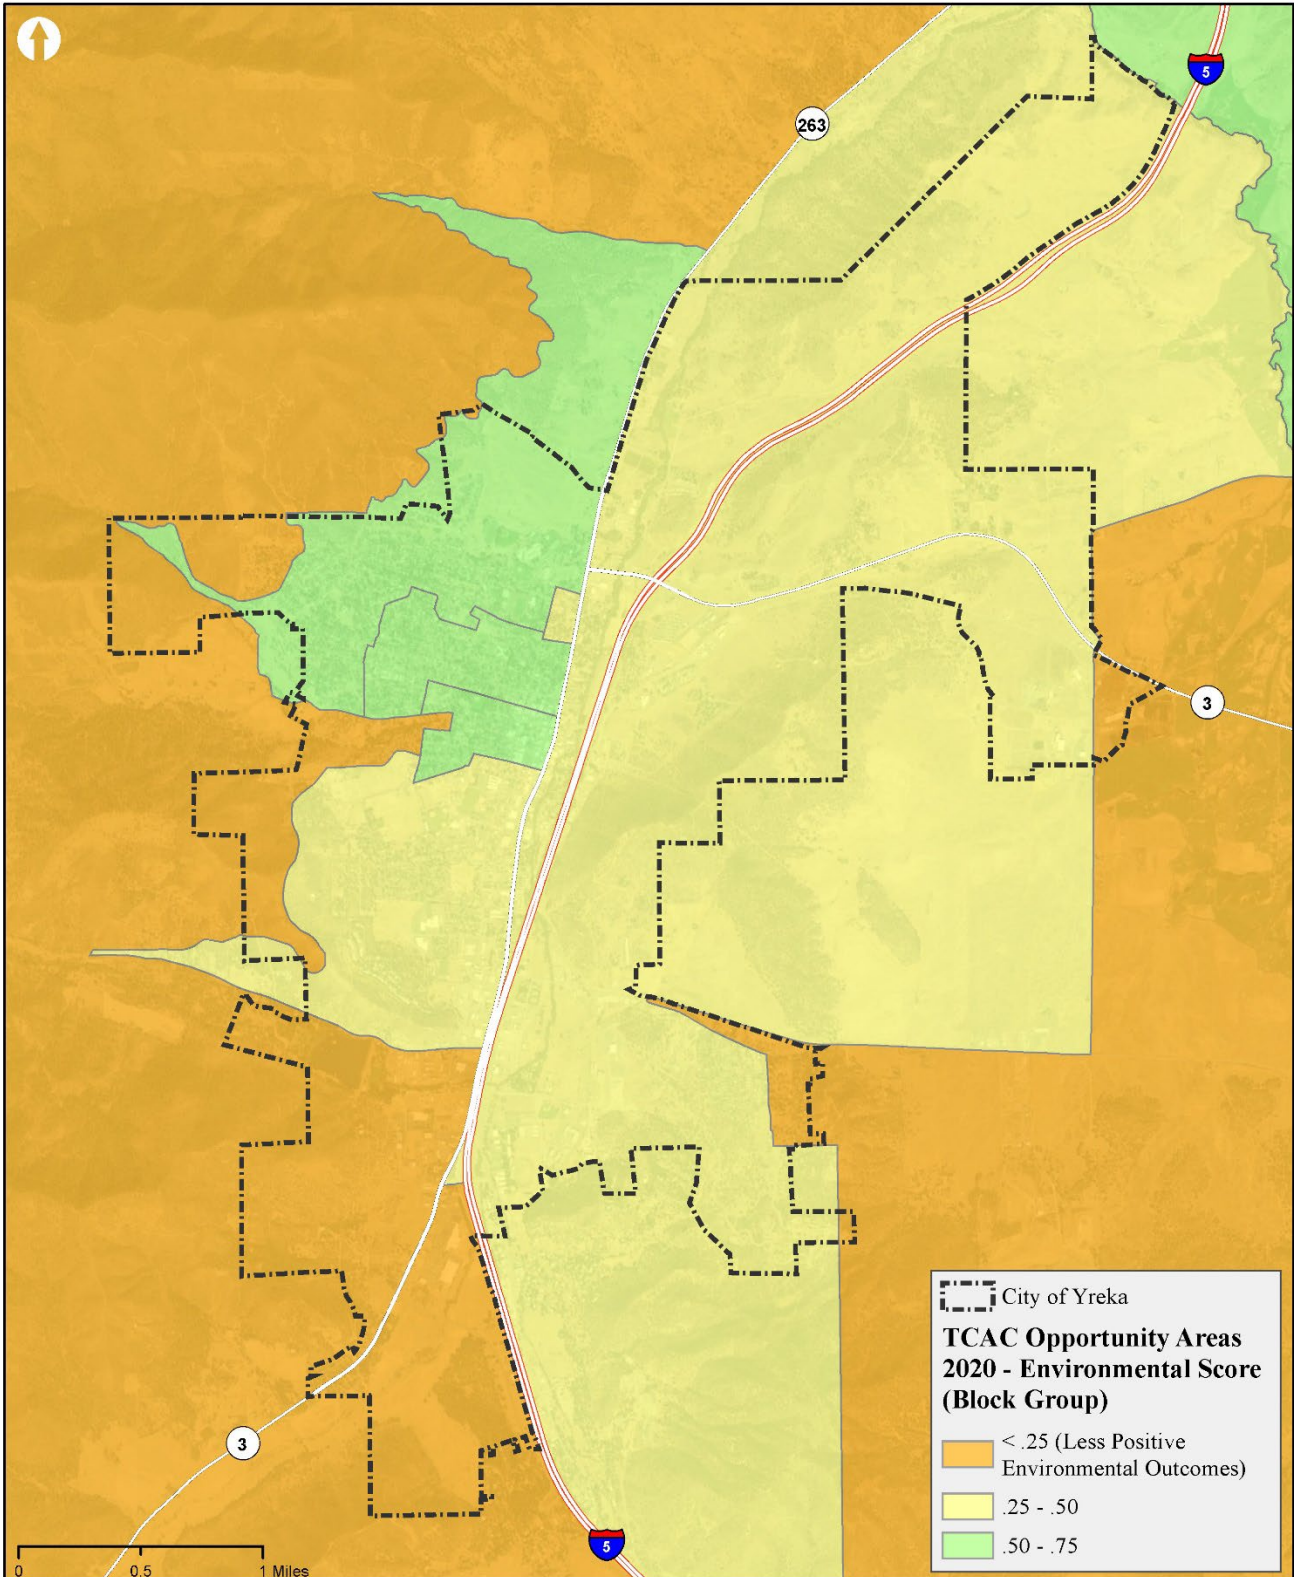 5
263
3
3
5
City of Yreka
TCAC Opportunity Areas
2020 - Environmental Score
(Block Group)
< .25 (Less Positive
Environmental Outcomes)
.25 - .50
.50 - .75
0 0.5 1 Miles